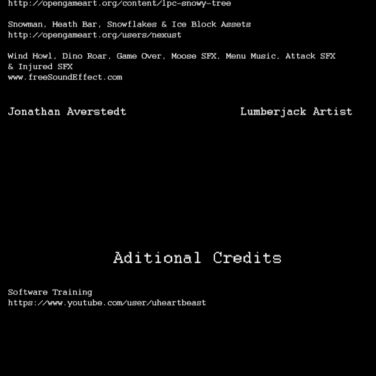 http://opengameart.org/content/lpc-snowy-tree
Snowman, Heath Bar, Snowflakes & Ice Block Assets
http://opengameart.org/users/nexust
Wind Howl, Dino Roar, Game Over, Moose SFX, Menu Music, Attack SFX
& Injured SFX
www.freeSoundEffect.com
Jonathan Averstedt Lumberjack Artist
Aditional Credits
Software Training
https://www.youtube.com/user/uheartbeast